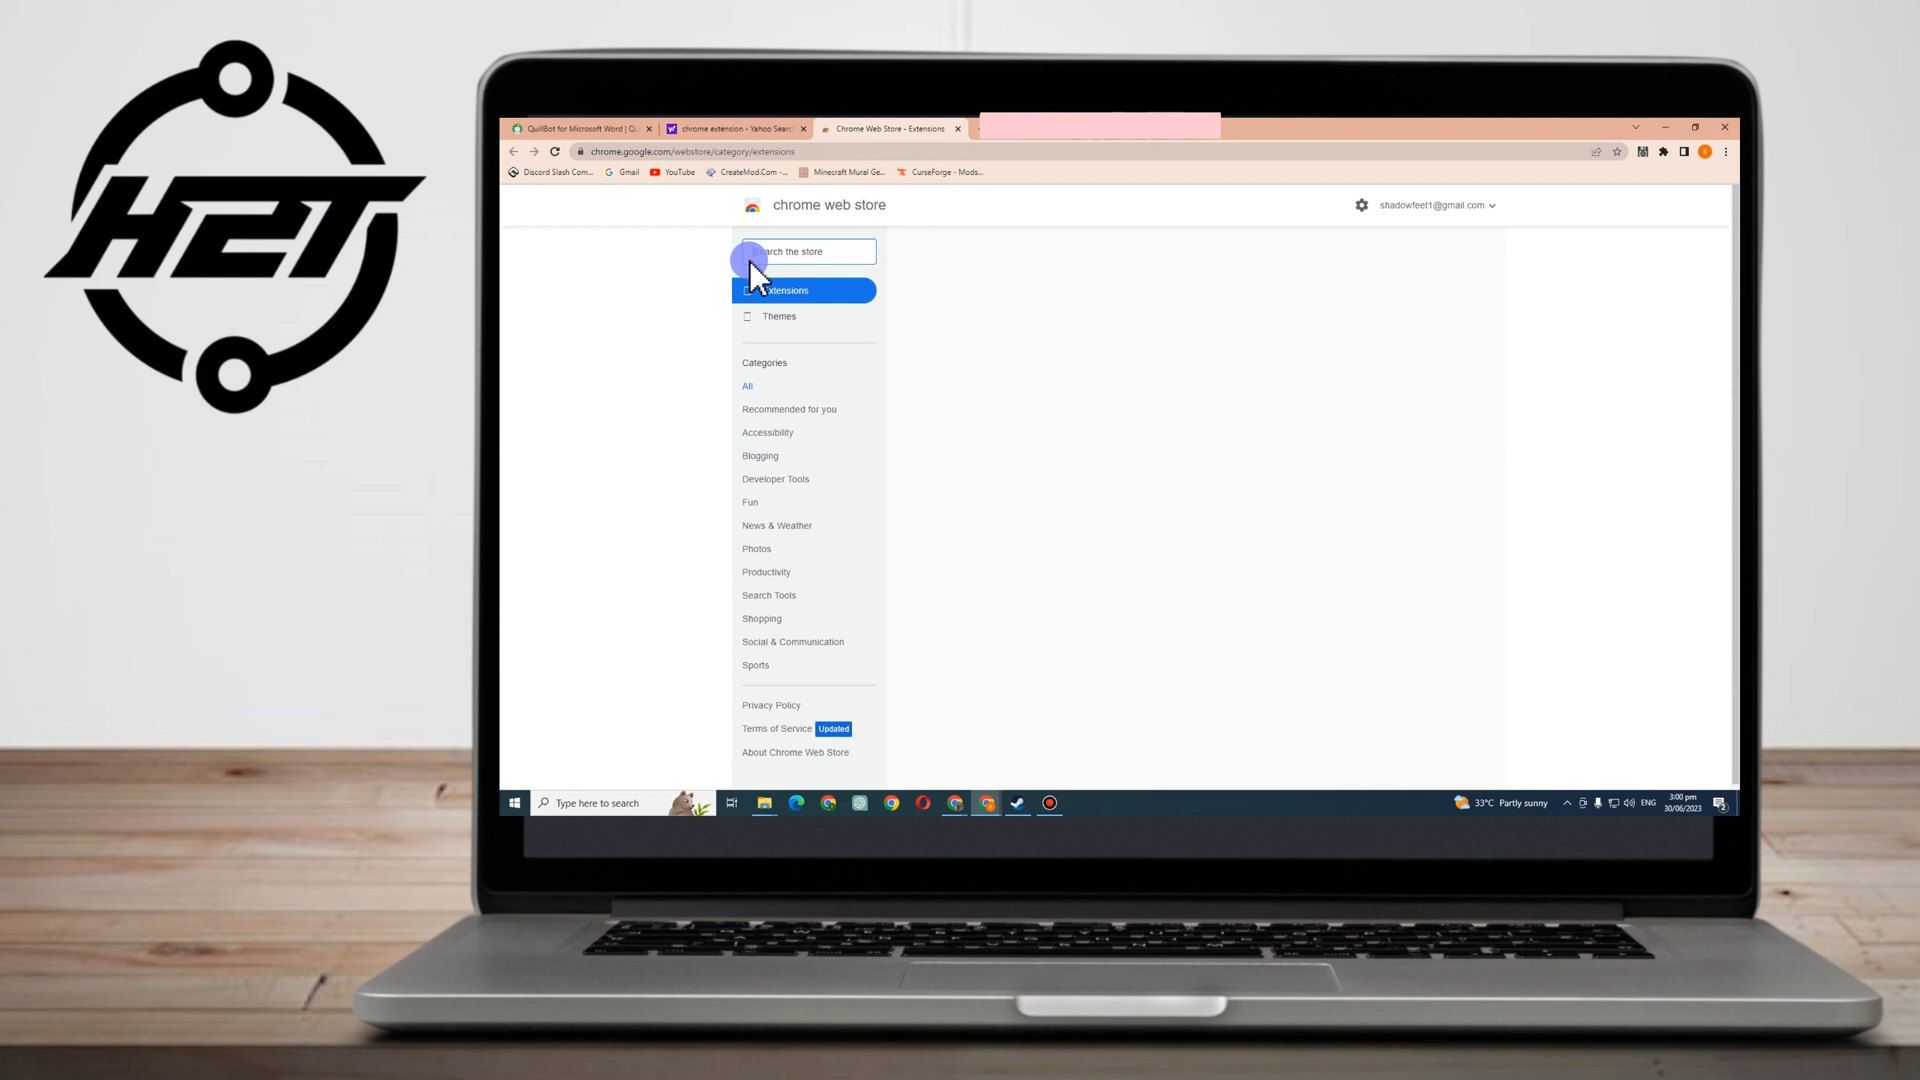 H2T
QuillBot for Microsoft Word | Qu
chrome extension - Yahoo Searc
Chrome Web Store - Extensions
chrome.google.com/webstore/category/extensions
Discord Slash Com...
Gmail
YouTube
CreateMod.Com -...
Minecraft Mural Ge...
CurseForge - Mods...
chrome web store
shadowfeet1@gmail.com
earch the store
xtensions
Themes
Categories
All
Recommended for you
Accessibility
Blogging
Developer Tools
Fun
News & Weather
Photos
Productivity
Search Tools
Shopping
Social & Communication
Sports
Privacy Policy
Terms of Service Updated
About Chrome Web Store
Type here to search
33°C Partly sunny
ENG
3:00 pm
30/06/2023
2